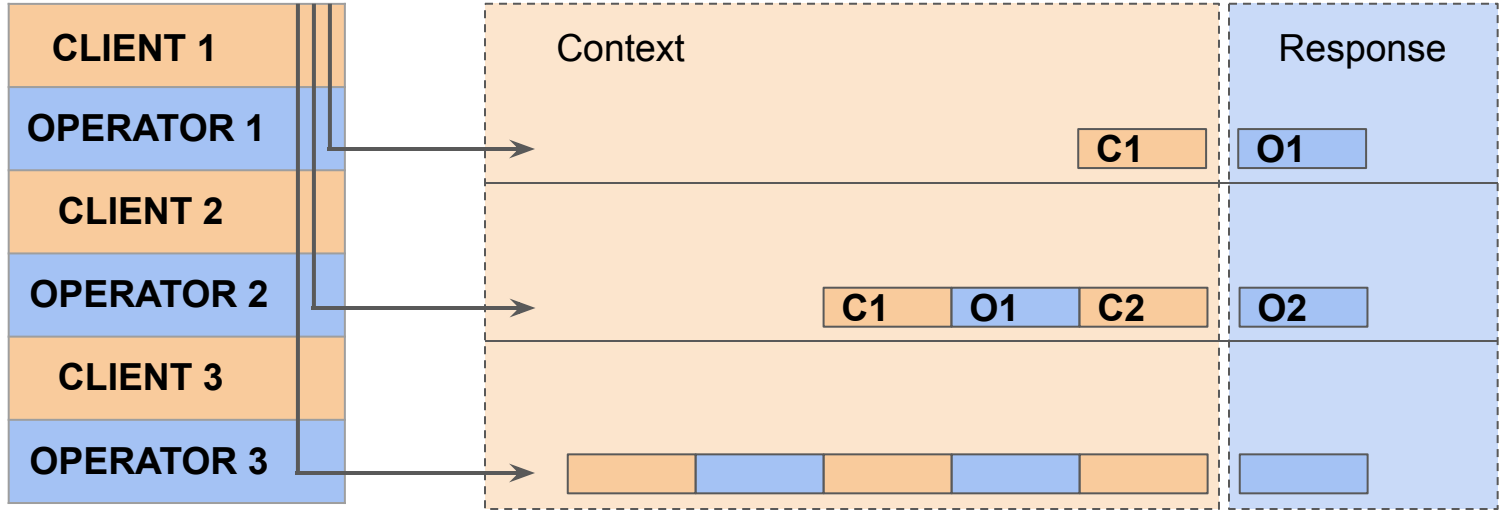 CLIENT 1
OPERATOR 1
CLIENT 2
OPERATOR 2
CLIENT 3
OPERATOR 3
Context
Response
C1
O1
C1
O1
C2
O2